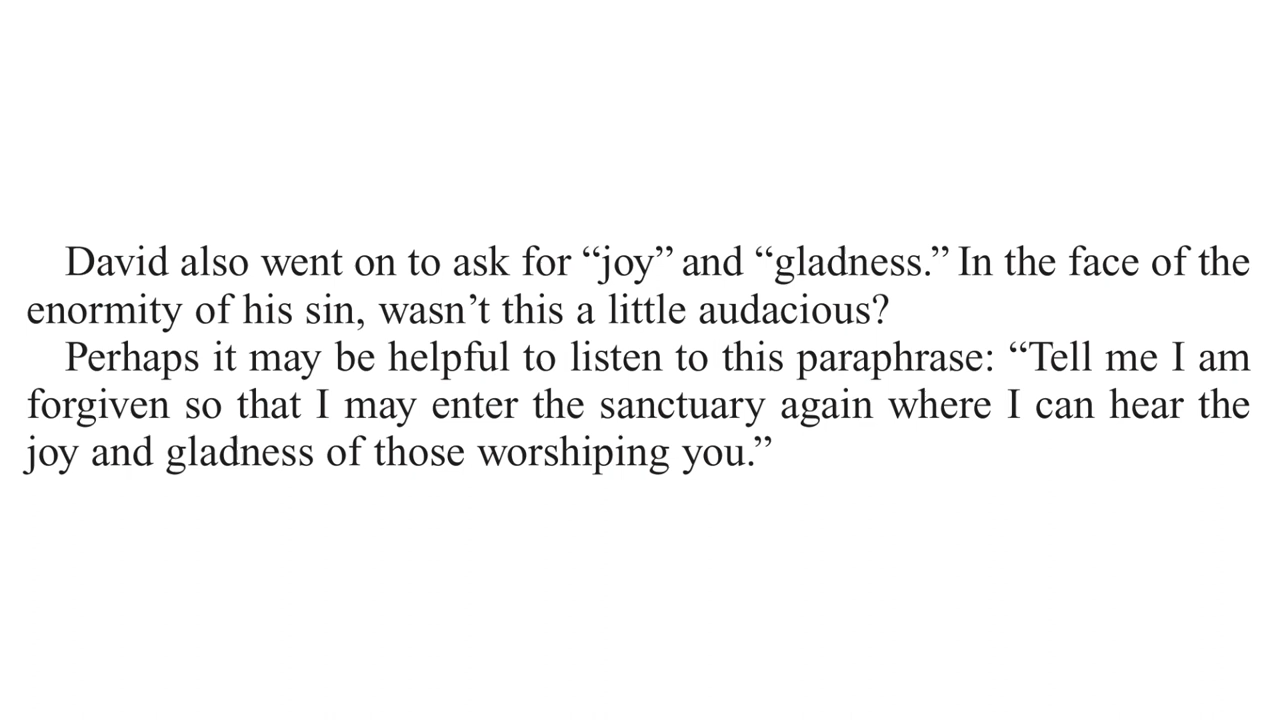 David also went on to ask for “joy” and “gladness.” In the face of the
enormity of his sin, wasn’t this a little audacious?
Perhaps it may be helpful to listen to this paraphrase: “Tell me I am
forgiven so that I may enter the sanctuary again where I can hear the
joy and gladness of those worshiping you.”